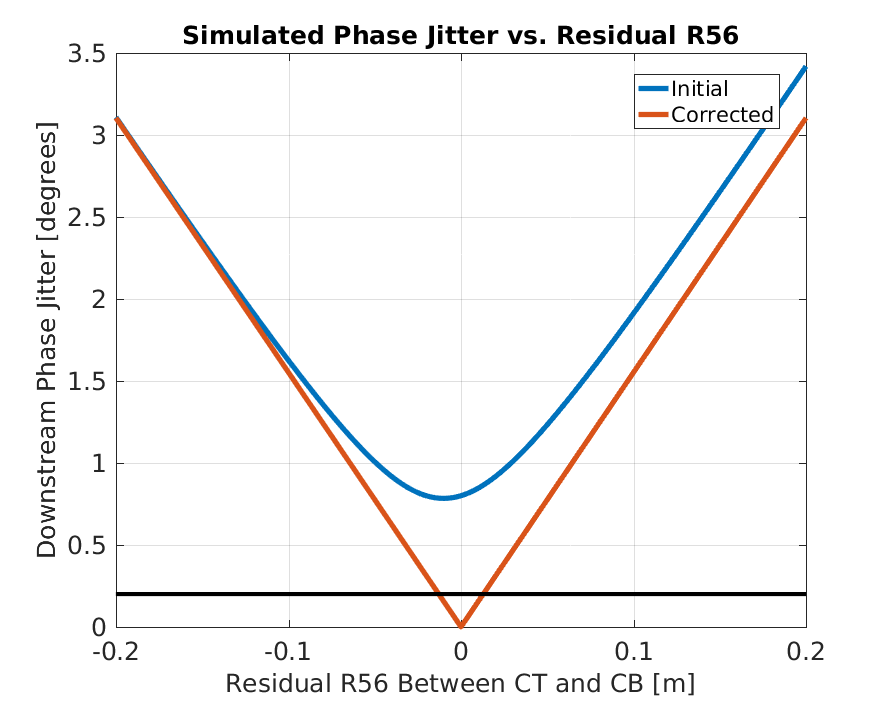 Simulated Phase Jitter vs. Residual R56
Downstream Phase Jitter [degrees]
3.5
3
2.5
2
1.5
1
0.5
0
Initial
Corrected
-0.2
-0.1
0
0.1
0.2
Residual R56 Between CT and CB [m]